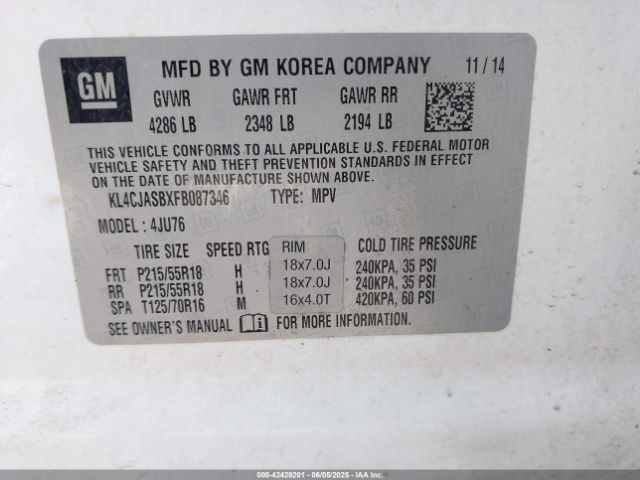 GM
MFD BY GM KOREA COMPANY 11 / 14
GVWR GAWR FRT GAWR RR
4286 LB 2348 LB 2194 LB
THIS VEHICLE CONFORMS TO ALL APPLICABLE U.S. FEDERAL MOTOR
VEHICLE SAFETY AND THEFT PREVENTION STANDARDS IN EFFECT
ON THE DATE OF MANUFACTURE SHOWN ABOVE.
KL4CJASBXFB087346 TYPE: MPV
MODEL : 4JU76
TIRE SIZE SPEED RTG RIM COLD TIRE PRESSURE
FRT P215/55R18 H 18x7.0J 240KPA, 35 PSI
RR P215/55R18 H 18x7.0J 240KPA, 35 PSI
SPA T125/70R16 M 16x4.0T 420KPA, 60 PSI
SEE OWNER'S MANUAL FOR MORE INFORMATION.
000-42428201 - 06/05/2025 - IAAI.COM